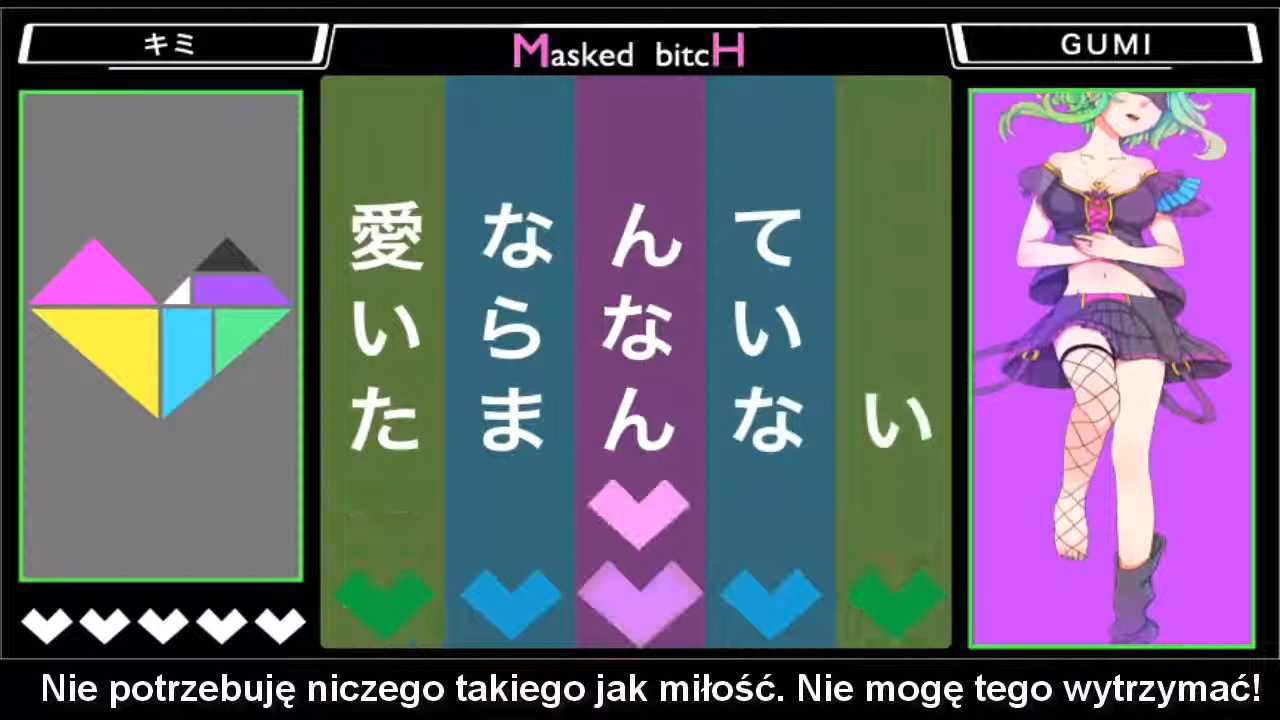 キミ
Masked bitcH
GUMI
愛なんて
いらない
たまんない
Nie potrzebuję niczego takiego jak miłość. Nie mogę tego wytrzymać!